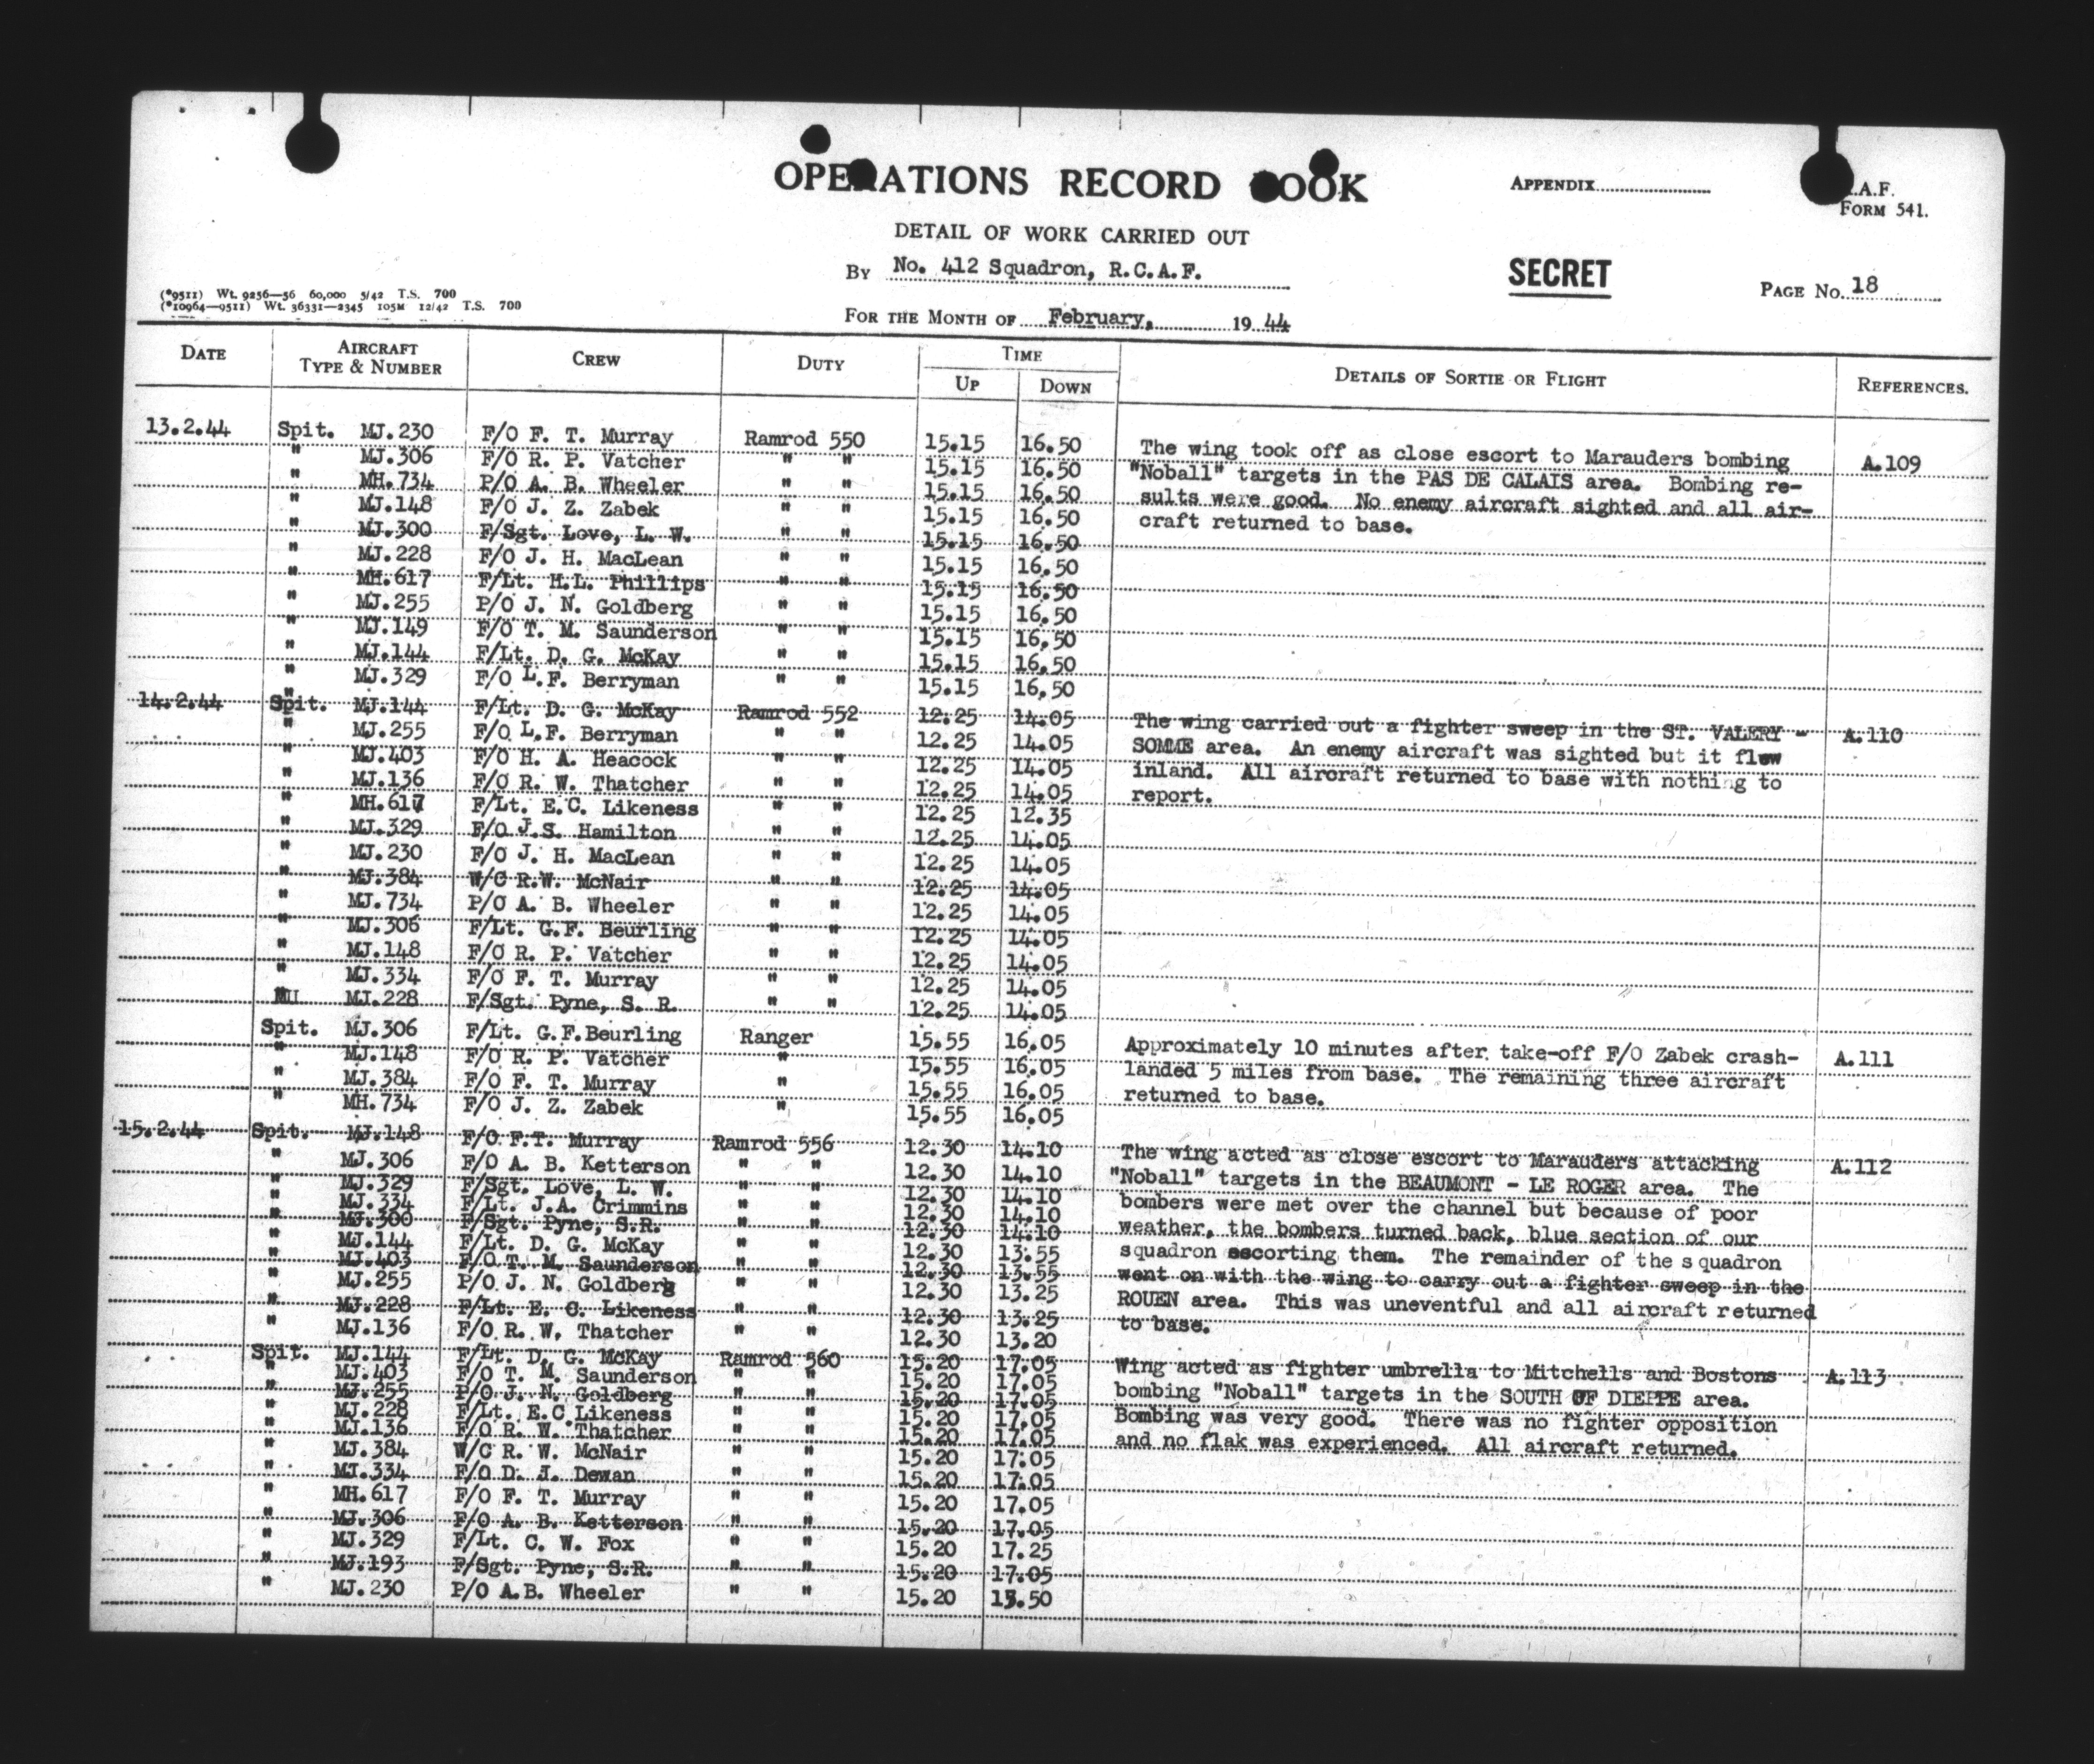 OPERATIONS RECORD BOOK
APPENDIX
A.F.
FORM 541.
DETAIL OF WORK CARRIED OUT
BY No. 412 Squadron, R.C.A.F.
SECRET
PAGE No. 18
(*9511) Wt. 9256—56 60,000 5/42 T.S. 700
(*10964—9511) Wt. 36331—2345 105M 12/42 T.S. 700
FOR THE MONTH OF February, 1944
DATE AIRCRAFT TYPE & NUMBER CREW DUTY TIME UP DOWN DETAILS OF SORTIE OR FLIGHT REFERENCES.
13.2.44 Spit. MJ.230 F/O F. T. Murray Ramrod 550 15.15 16.50 The wing took off as close escort to Marauders bombing A.109
" MJ.306 F/O R. P. Vatcher " " 15.15 16.50 "Noball" targets in the PAS DE CALAIS area. Bombing re-
" MH.734 P/O A. B. Wheeler " " 15.15 16.50 sults were good. No enemy aircraft sighted and all air-
" MJ.148 F/O J. Z. Zabek " " 15.15 16.50 craft returned to base.
" MJ.300 F/Sgt. Love, L. W. " " 15.15 16.50
" MJ.228 F/O J. H. MacLean " " 15.15 16.50
" MH.617 F/Lt. H.L. Phillips " " 15.15 16.50
" MJ.255 P/O J. N. Goldberg " " 15.15 16.50
" MJ.149 F/O T. M. Saunderson " " 15.15 16.50
" MJ.144 F/Lt. D. G. McKay " " 15.15 16.50
" MJ.329 F/O L.F. Berryman " " 15.15 16.50
14.2.44 Spit. MJ.144 F/Lt. D. G. McKay Ramrod 552 12.25 14.05 The wing carried out a fighter sweep in the ST. VALERY - A.110
" MJ.255 F/O L.F. Berryman " " 12.25 14.05 SOMME area. An enemy aircraft was sighted but it flew
" MJ.403 F/O H. A. Heacock " " 12.25 14.05 inland. All aircraft returned to base with nothing to
" MJ.136 F/O R. W. Thatcher " " 12.25 14.05 report.
" MH.617 F/Lt. E.C. Likeness " " 12.25 12.35
" MJ.329 F/O J.S. Hamilton " " 12.25 14.05
" MJ.230 F/O J. H. MacLean " " 12.25 14.05
" MJ.384 W/C R.W. McNair " " 12.25 14.05
" MJ.734 P/O A. B. Wheeler " " 12.25 14.05
" MJ.306 F/Lt. G.F. Beurling " " 12.25 14.05
" MJ.148 F/O R. P. Vatcher " " 12.25 14.05
" MJ.334 F/O F. T. Murray " " 12.25 14.05
MJ.228 F/Sgt. Pyne, S. R. " " 12.25 14.05
Spit. MJ.306 F/Lt. G.F.Beurling Ranger 15.55 16.05 Approximately 10 minutes after take-off F/O Zabek crash- A.111
" MJ.148 F/O R. P. Vatcher " 15.55 16.05 landed 5 miles from base. The remaining three aircraft
" MJ.384 F/O F. T. Murray " 15.55 16.05 returned to base.
" MH.734 F/O J. Z. Zabek " 15.55 16.05
15.2.44 Spit. MJ.148 F/O F.T. Murray Ramrod 556 12.30 14.10 The wing acted as close escort to Marauders attacking A.112
" MJ.306 F/O A. B. Ketterson " " 12.30 14.10 "Noball" targets in the BEAUMONT - LE ROGER area. The
" MJ.329 F/Sgt. Love, L. W. " " 12.30 14.10 bombers were met over the channel but because of poor
" MJ.334 F/Lt. J.A. Crimmins " " 12.30 14.10 weather, the bombers turned back, blue section of our
" MJ.300 F/Sgt. Pyne, S.R. " " 12.30 14.10 squadron escorting them. The remainder of the squadron
" MJ.144 F/Lt. D. G. McKay " " 12.30 13.55 went on with the wing to carry out a fighter sweep in the
" MJ.403 F/O T. M. Saunderson " " 12.30 13.55 ROUEN area. This was uneventful and all aircraft returned
" MJ.255 P/O J. N. Goldberg " " 12.30 13.25 to base.
" MJ.228 F/Lt. E. C. Likeness " " 12.30 13.25
" MJ.136 F/O R. W. Thatcher " " 12.30 13.20
Spit. MJ.144 F/Lt. D. G. McKay Ramrod 560 15.20 17.05 Wing acted as fighter umbrella to Mitchells and Bostons A.113
" MJ.403 F/O T. M. Saunderson " " 15.20 17.05 bombing "Noball" targets in the SOUTH OF DIEPPE area.
" MJ.255 P/O J. N. Goldberg " " 15.20 17.05 Bombing was very good. There was no fighter opposition
" MJ.228 F/Lt. E.C.Likeness " " 15.20 17.05 and no flak was experienced. All aircraft returned.
" MJ.136 F/O R. W. Thatcher " " 15.20 17.05
" MJ.384 W/C R. W. McNair " " 15.20 17.05
" MJ.334 F/O D. J. Dewan " " 15.20 17.05
" MH.617 F/O F. T. Murray " " 15.20 17.05
" MJ.306 F/O A. B. Ketterson " " 15.20 17.05
" MJ.329 F/Lt. C. W. Fox " " 15.20 17.25
" MJ.193 F/Sgt. Pyne, S.R. " " 15.20 17.05
" MJ.230 P/O A.B. Wheeler " " 15.20 15.50